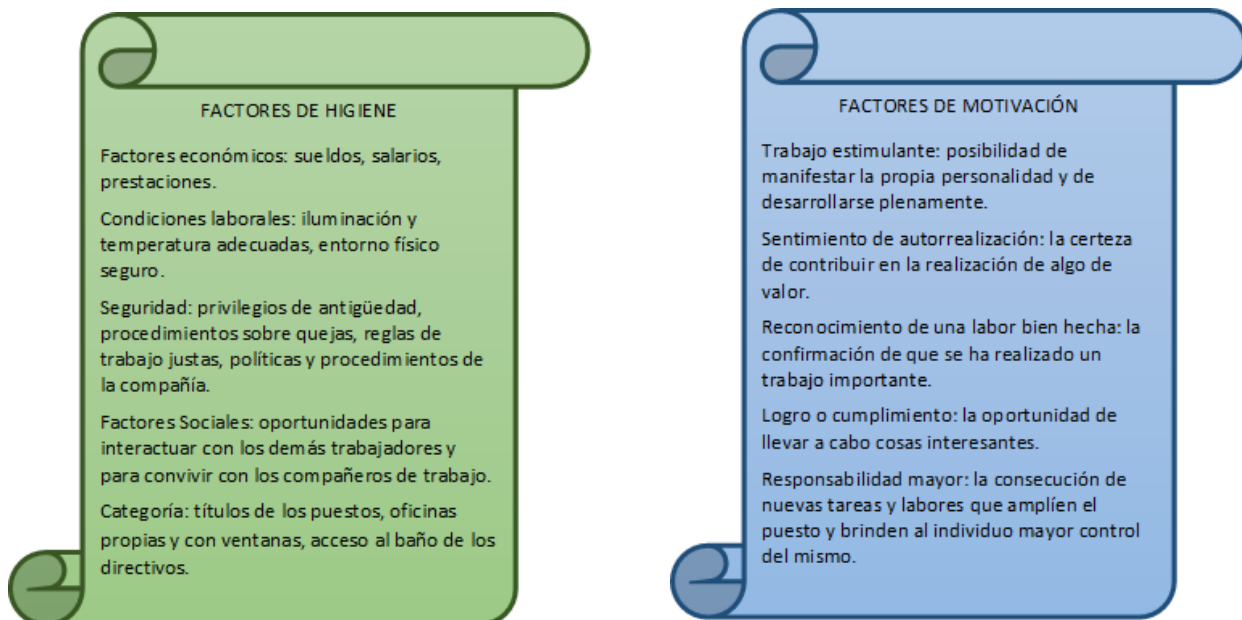 FACTORES DE HIGIENE
Factores económicos: sueldos, salarios,
prestaciones.
Condiciones laborales: iluminación y
temperatura adecuadas, entorno físico
seguro.
Seguridad: privilegios de antigüedad,
procedimientos sobre quejas, reglas de
trabajo justas, políticas y procedimientos de
la compañía.
Factores Sociales: oportunidades para
interactuar con los demás trabajadores y
para convivir con los compañeros de trabajo.
Categoría: títulos de los puestos, oficinas
propias y con ventanas, acceso al baño de los
directivos.
FACTORES DE MOTIVACIÓN
Trabajo estimulante: posibilidad de
manifestar la propia personalidad y de
desarrollarse plenamente.
Sentimiento de autorrealización: la certeza
de contribuir en la realización de algo de
valor.
Reconocimiento de una labor bien hecha: la
confirmación de que se ha realizado un
trabajo importante.
Logro o cumplimiento: la oportunidad de
llevar a cabo cosas interesantes.
Responsabilidad mayor: la consecución de
nuevas tareas y labores que amplíen el
puesto y brinden al individuo mayor control
del mismo.